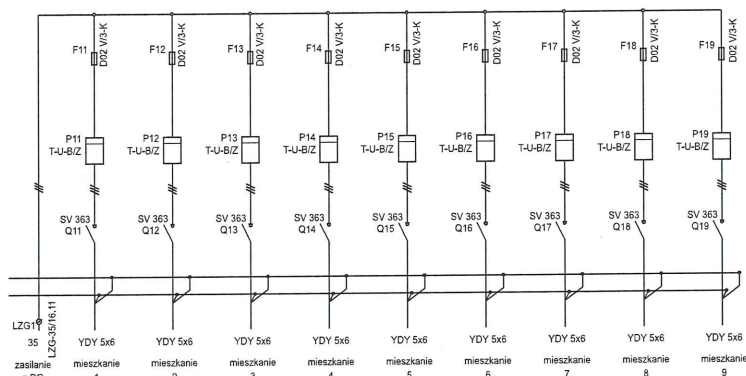 F11 D02 V/3-K F12 D02 V/3-K F13 D02 V/3-K F14 D02 V/3-K F15 D02 V/3-K F16 D02 V/3-K F17 D02 V/3-K F18 D02 V/3-K F19 D02 V/3-K
P11 P12 P13 P14 P15 P16 P17 P18 P19
T-U-B/Z T-U-B/Z T-U-B/Z T-U-B/Z T-U-B/Z T-U-B/Z T-U-B/Z T-U-B/Z T-U-B/Z
SV 363 SV 363 SV 363 SV 363 SV 363 SV 363 SV 363 SV 363 SV 363
Q11 Q12 Q13 Q14 Q15 Q16 Q17 Q18 Q19
LZG1
LZG-35/16.11
35 YDY 5x6 YDY 5x6 YDY 5x6 YDY 5x6 YDY 5x6 YDY 5x6 YDY 5x6 YDY 5x6 YDY 5x6
zasilanie mieszkanie mieszkanie mieszkanie mieszkanie mieszkanie mieszkanie mieszkanie mieszkanie mieszkanie
1 2 3 4 5 6 7 8 9